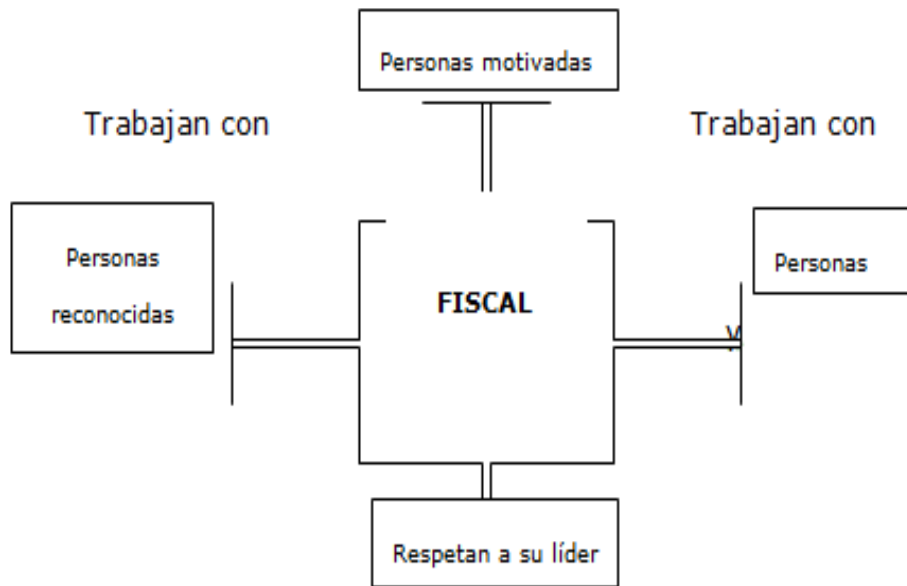 Personas motivadas
Trabajan con
Trabajan con
Personas
reconocidas
FISCAL
Personas
Respetan a su líder